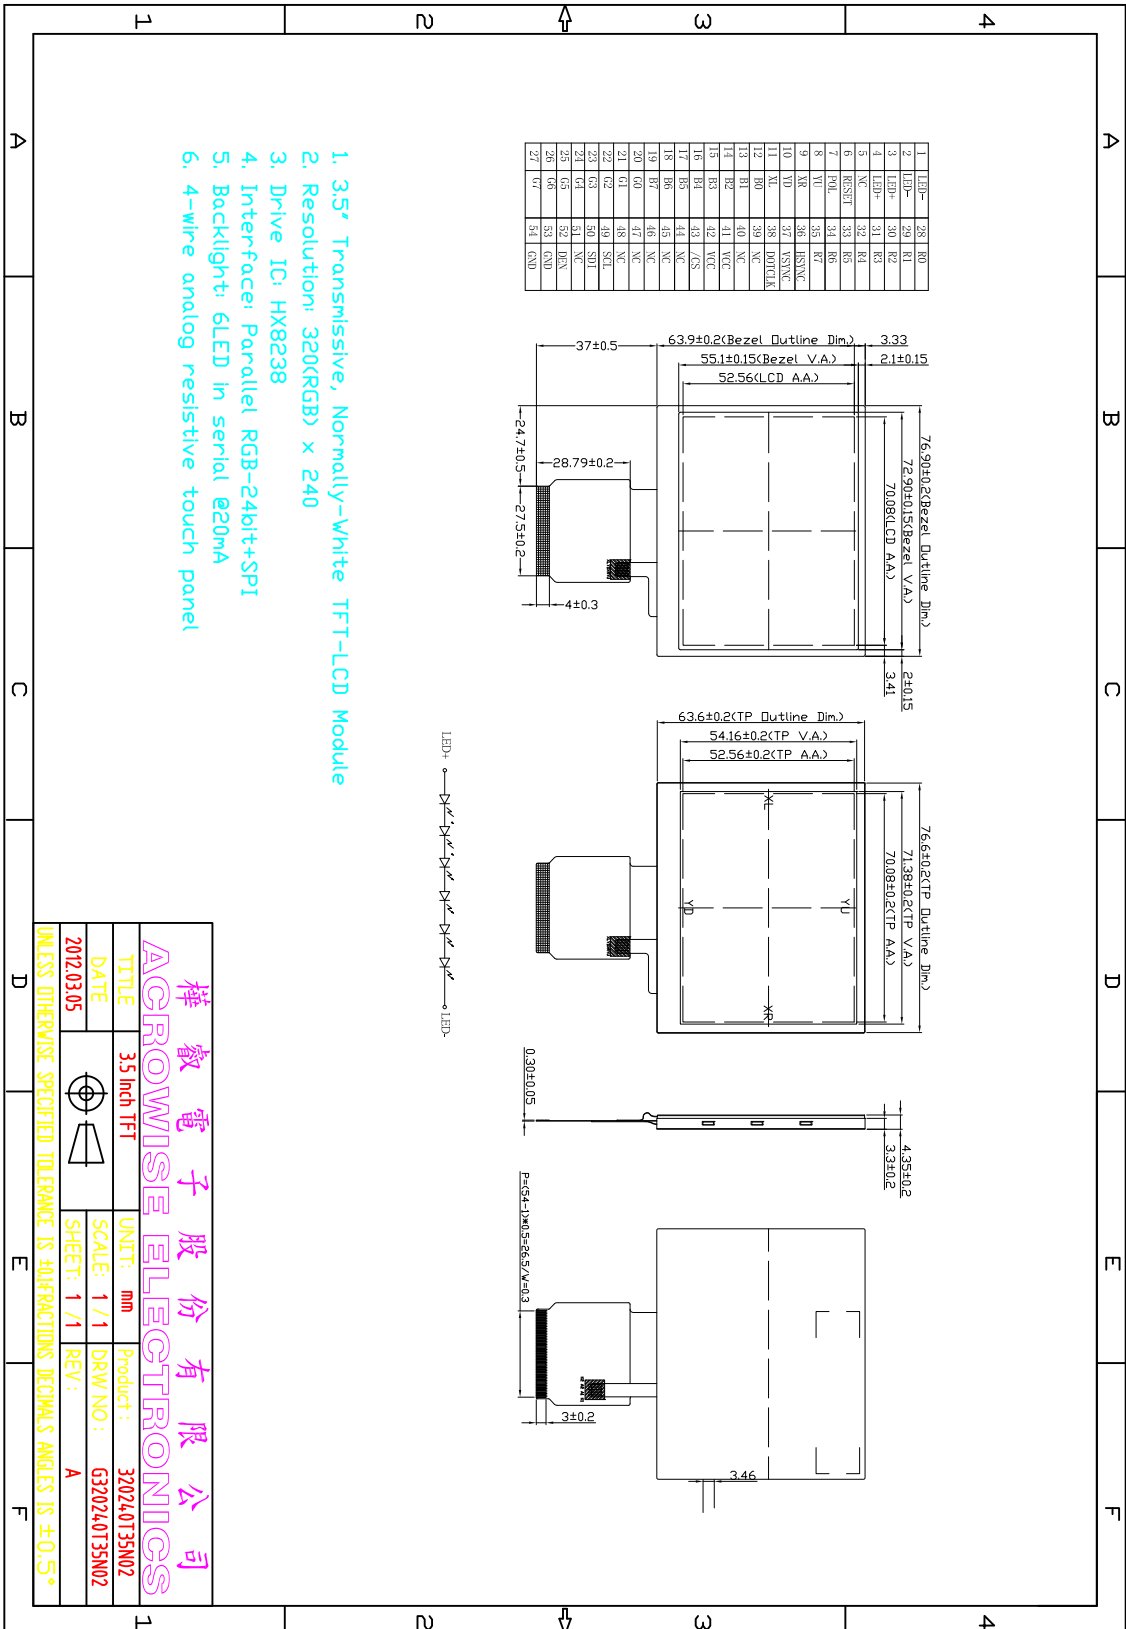 1 2 3 4
A B C D E F
1 LED- 28 R0
2 LED- 29 R1
3 LED+ 30 R2
4 LED+ 31 R3
5 NC 32 R4
6 RESET 33 R5
7 POL 34 R6
8 YU 35 R7
9 XR 36 HSYNC
10 YD 37 VSYNC
11 XL 38 DOTCLK
12 B0 39 NC
13 B1 40 NC
14 B2 41 VCC
15 B3 42 VCC
16 B4 43 /CS
17 B5 44 NC
18 B6 45 NC
19 B7 46 NC
20 G0 47 NC
21 G1 48 NC
22 G2 49 SCL
23 G3 50 SDI
24 G4 51 NC
25 G5 52 DEN
26 G6 53 GND
27 G7 54 GND
76.90±0.2(Bezel Outline Dim.)
72.90±0.15(Bezel V.A.)
70.08(LCD A.A.)
2±0.15
3.41
3.33
2.1±0.15
63.9±0.2(Bezel Outline Dim.)
55.1±0.15(Bezel V.A.)
52.56(LCD A.A.)
37±0.5
28.79±0.2
24.7±0.5
27.5±0.2
4±0.3
76.6±0.2(TP Outline Dim.)
71.38±0.2(TP V.A.)
70.08±0.2(TP A.A.)
63.6±0.2(TP Outline Dim.)
54.16±0.2(TP V.A.)
52.56±0.2(TP A.A.)
YU
XL
XR
YD
4.35±0.2
3.3±0.2
0.30±0.05
3.46
3±0.2
P=(54-1)*0.5=26.5/W=0.3
LED+
LED-
1. 3.5" Transmissive, Normally-White TFT-LCD Module
2. Resolution: 320(RGB) x 240
3. Drive IC: HX8238
4. Interface: Parallel RGB-24bit+SPI
5. Backlight: 6LED in serial @20mA
6. 4-wire analog resistive touch panel
樺叡電子股份有限公司
ACROWISE ELECTRONICS
TITLE 3.5 Inch TFT UNIT: mm Product: 320240T35N02
DATE SCALE: 1 / 1 DRW NO: G320240T35N02
2012.03.05 SHEET: 1 / 1 REV: A
UNLESS OTHERWISE SPECIFIED TOLERANCE IS ±0.1FRACTIONS DECIMALS ANGLES IS ±0.5°
A B C D E F
1 2 3 4